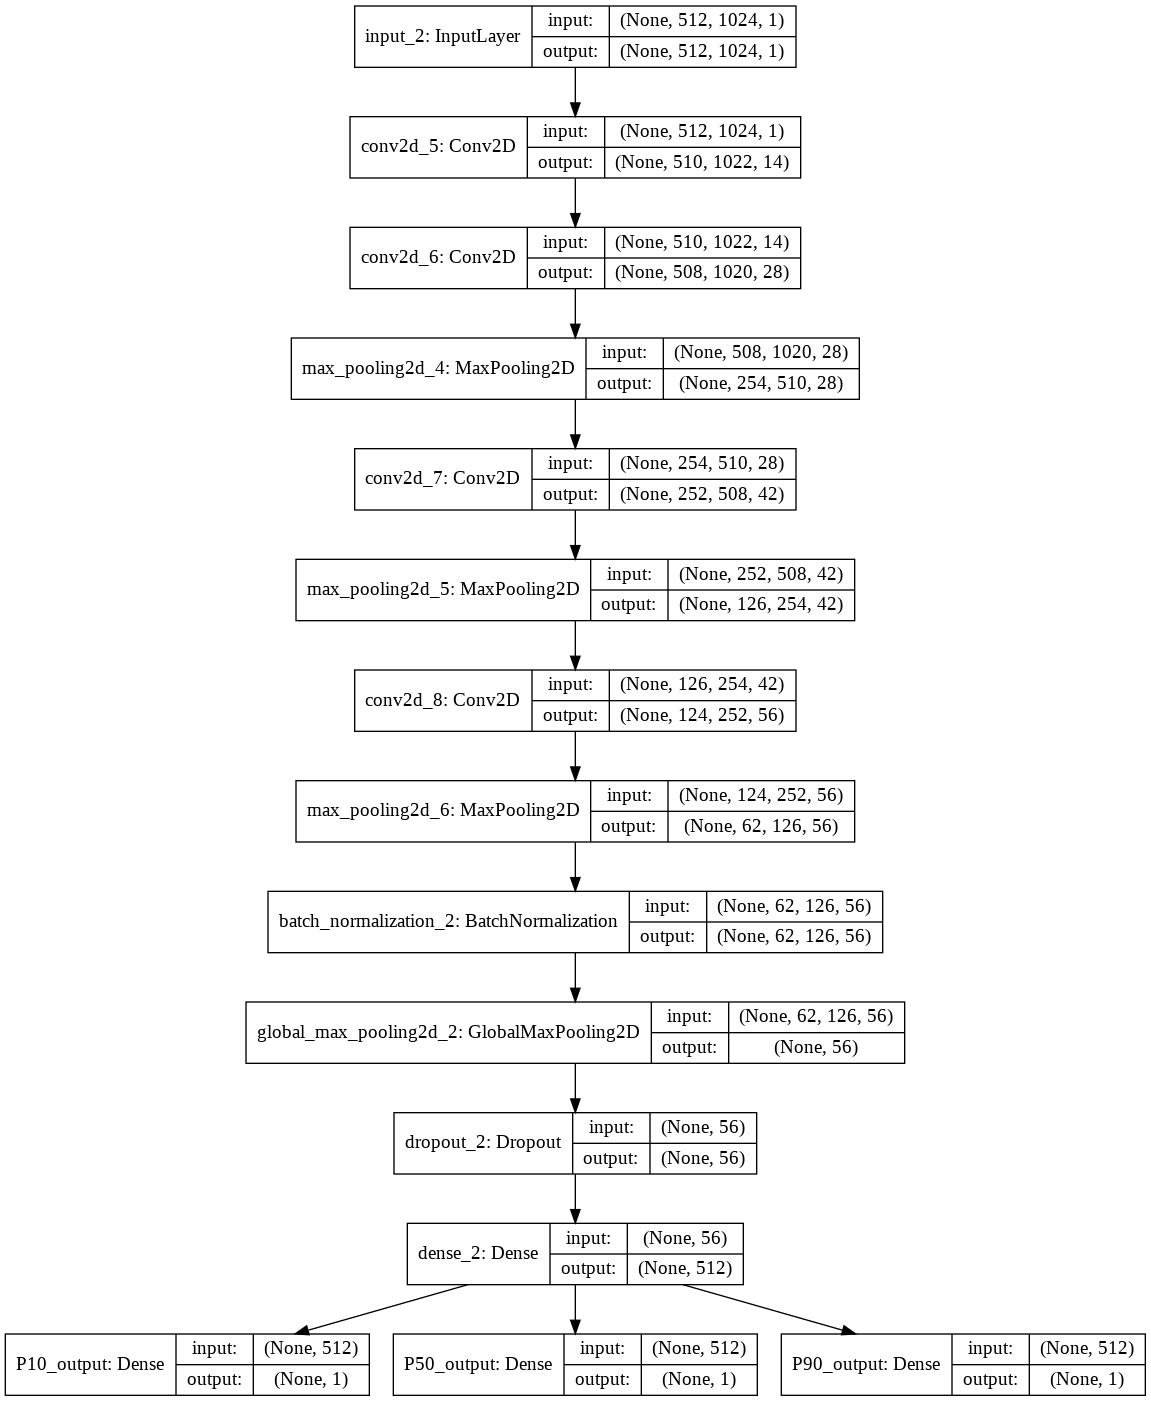 input_2: InputLayer
input:
(None, 512, 1024, 1)
output:
(None, 512, 1024, 1)
conv2d_5: Conv2D
input:
(None, 512, 1024, 1)
output:
(None, 510, 1022, 14)
conv2d_6: Conv2D
input:
(None, 510, 1022, 14)
output:
(None, 508, 1020, 28)
max_pooling2d_4: MaxPooling2D
input:
(None, 508, 1020, 28)
output:
(None, 254, 510, 28)
conv2d_7: Conv2D
input:
(None, 254, 510, 28)
output:
(None, 252, 508, 42)
max_pooling2d_5: MaxPooling2D
input:
(None, 252, 508, 42)
output:
(None, 126, 254, 42)
conv2d_8: Conv2D
input:
(None, 126, 254, 42)
output:
(None, 124, 252, 56)
max_pooling2d_6: MaxPooling2D
input:
(None, 124, 252, 56)
output:
(None, 62, 126, 56)
batch_normalization_2: BatchNormalization
input:
(None, 62, 126, 56)
output:
(None, 62, 126, 56)
global_max_pooling2d_2: GlobalMaxPooling2D
input:
(None, 62, 126, 56)
output:
(None, 56)
dropout_2: Dropout
input:
(None, 56)
output:
(None, 56)
dense_2: Dense
input:
(None, 56)
output:
(None, 512)
P10_output: Dense
input:
(None, 512)
output:
(None, 1)
P50_output: Dense
input:
(None, 512)
output:
(None, 1)
P90_output: Dense
input:
(None, 512)
output:
(None, 1)